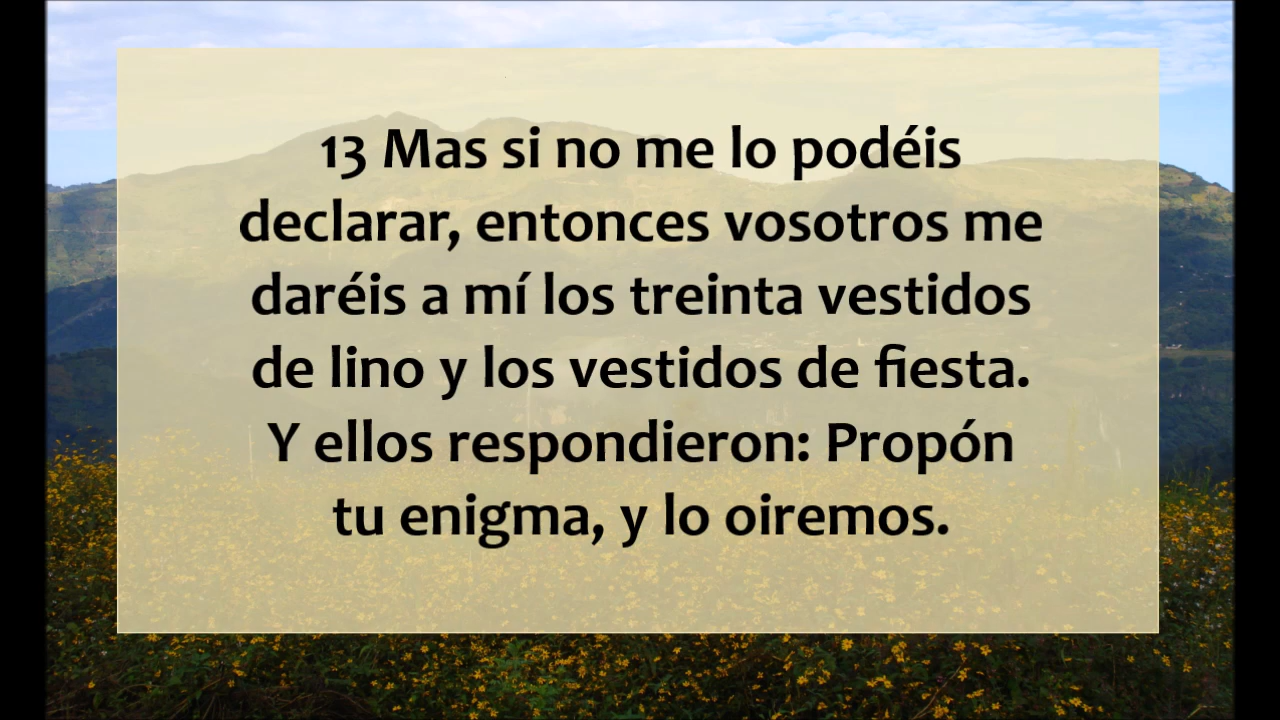 13 Mas si no me lo podéis
declarar, entonces vosotros me
daréis a mí los treinta vestidos
de lino y los vestidos de fiesta.
Y ellos respondieron: Propón
tu enigma, y lo oiremos.